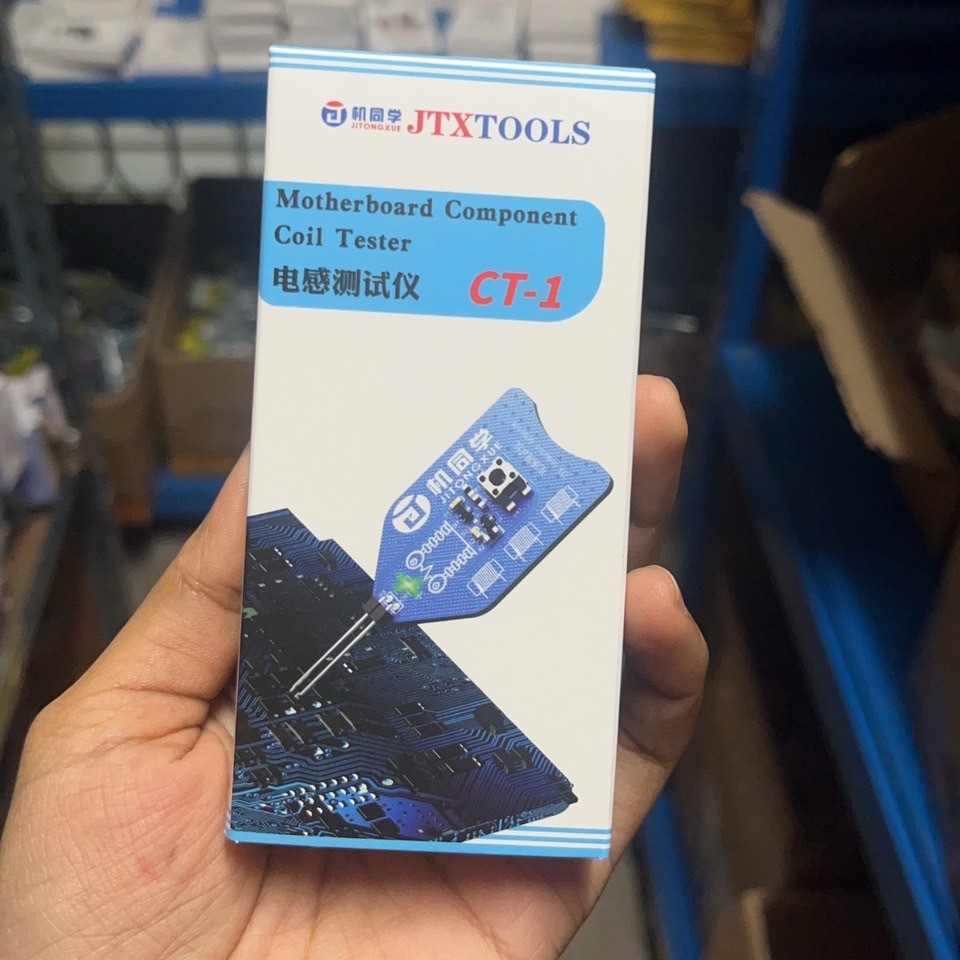 机同学 JTXTOOLS
JITONGXUE
Motherboard Component
Coil Tester
电感测试仪 CT-1
机同学
JITONGXUE